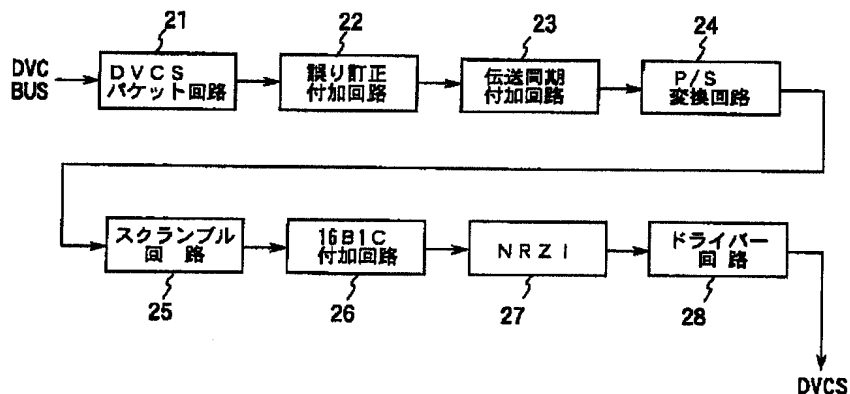 21
22
23
24
DVC
BUS
DVCS
パケット回路
誤り訂正
付加回路
伝送同期
付加回路
P/S
変換回路
スクランブル
回 路
16B1C
付加回路
NRZI
ドライバー
回 路
25
26
27
28
DVCS